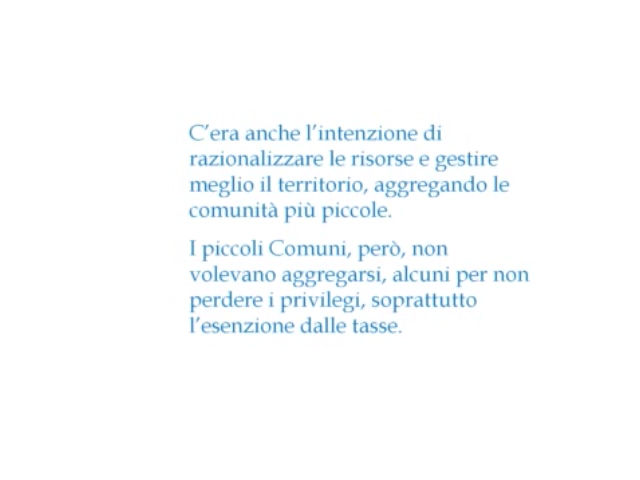 C’era anche l’intenzione di
razionalizzare le risorse e gestire
meglio il territorio, aggregando le
comunità più piccole.
I piccoli Comuni, però, non
volevano aggregarsi, alcuni per non
perdere i privilegi, soprattutto
l’esenzione dalle tasse.